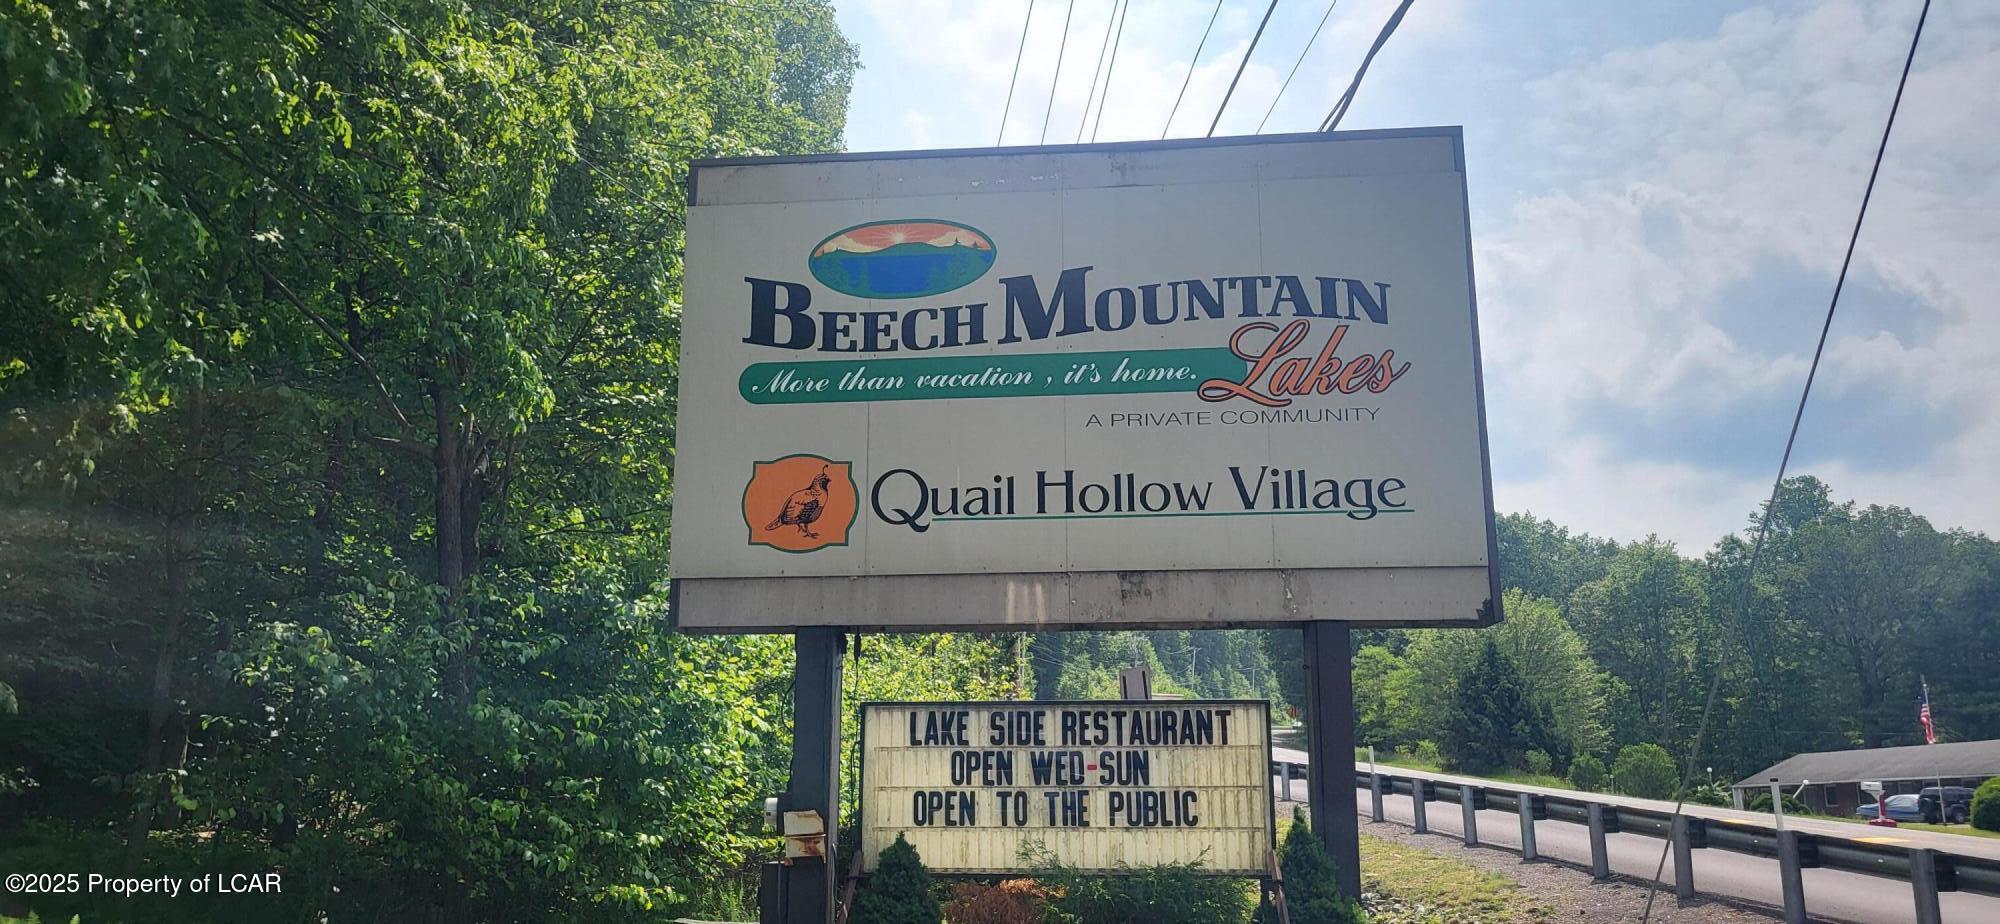 BEECH MOUNTAIN
Lakes
More than vacation, it's home.
A PRIVATE COMMUNITY
Quail Hollow Village
LAKE SIDE RESTAURANT
OPEN WED-SUN
OPEN TO THE PUBLIC
©2025 Property of LCAR